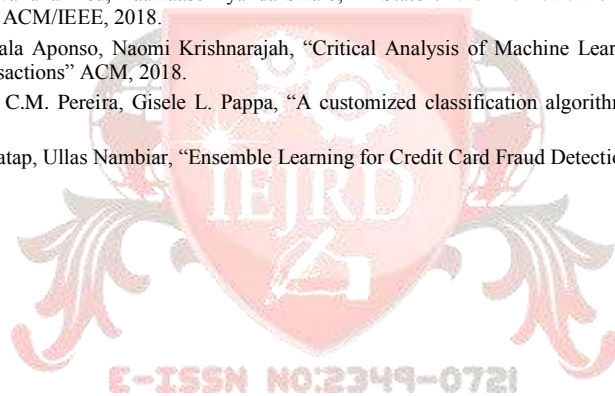 ACM/IEEE, 2018.
ala Aponso, Naomi Krishnarajah, “Critical Analysis of Machine Lear
sactions” ACM, 2018.
C.M. Pereira, Gisele L. Pappa, “A customized classification algorithr
atap, Ullas Nambiar, “Ensemble Learning for Credit Card Fraud Detectio
IEJRD
E-ISSN NO:2349-0721